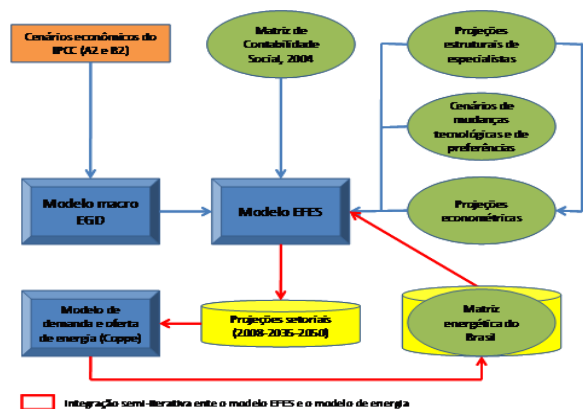 Cenários econômicos do
IPCC (A2 e B2)
Matriz de
Contabilidade
Social, 2004
Projeções
estruturais de
especialistas
Cenários de
mudanças
tecnológicas e de
preferências
Modelo macro
EGD
Modelo EFES
Projeções
econométricas
Modelo de
demanda e oferta
de energia (Coppe)
Projeções setoriais
(2008-2035-2050)
Matriz
energética do
Brasil
Integração semi-iterativa ente o modelo EFES e o modelo de energia